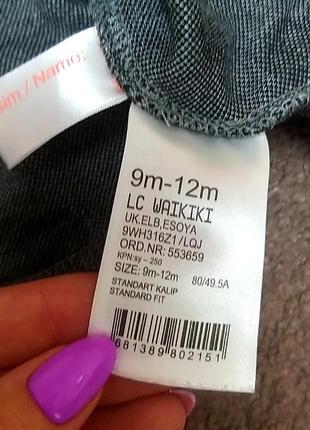 sim / Name:
9m-12m
LC WAIKIKI
UK.ELB,ESOYA
9WH316Z1/LQJ
ORD.NR: 553659
KPN:sy – 250
SIZE: 9m-12m 80/49.5A
STANDART KALIP
STANDARD FIT
681389802151